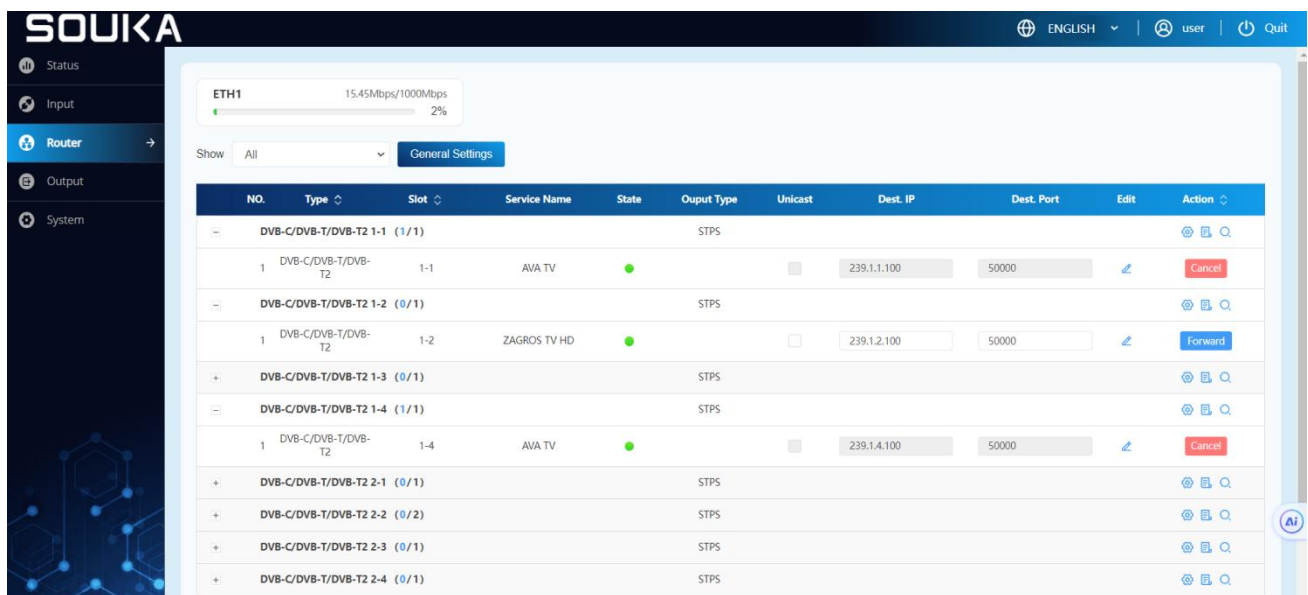 SOUKA
ENGLISH | user | Quit
Status
Input
Router
Output
System
ETH1 15.45Mbps/1000Mbps
2%
Show All General Settings
NO. Type Slot Service Name State Ouput Type Unicast Dest. IP Dest. Port Edit Action
DVB-C/DVB-T/DVB-T2 1-1 (1/1) STPS
1 DVB-C/DVB-T/DVB-T2 1-1 AVA TV 239.1.1.100 50000 Cancel
DVB-C/DVB-T/DVB-T2 1-2 (0/1) STPS
1 DVB-C/DVB-T/DVB-T2 1-2 ZAGROS TV HD 239.1.2.100 50000 Forward
DVB-C/DVB-T/DVB-T2 1-3 (0/1) STPS
DVB-C/DVB-T/DVB-T2 1-4 (1/1) STPS
1 DVB-C/DVB-T/DVB-T2 1-4 AVA TV 239.1.4.100 50000 Cancel
DVB-C/DVB-T/DVB-T2 2-1 (0/1) STPS
DVB-C/DVB-T/DVB-T2 2-2 (0/2) STPS
DVB-C/DVB-T/DVB-T2 2-3 (0/1) STPS
DVB-C/DVB-T/DVB-T2 2-4 (0/1) STPS
Ai